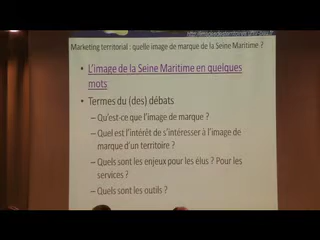 Marketing territorial : quelle image de marque de la Seine Maritime ?
• L'image de la Seine Maritime en quelques
mots
• Termes du (des) débats
– Qu'est-ce que l'image de marque ?
– Quel est l'intérêt de s'intéresser à l'image de
marque d'un territoire ?
– Quels sont les enjeux pour les élus ? Pour les
services ?
– Quels sont les outils ?